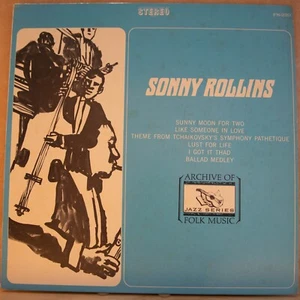 STEREO
SONNY ROLLINS
SUNNY MOON FOR TWO
LIKE SOMEONE IN LOVE
THEME FROM TCHAIKOVSKY'S SYMPHONY PATHETIQUE
LUST FOR LIFE
I GOT IT THAD
BALLAD MEDLEY
ARCHIVE OF
JAZZ SERIES
FOLK MUSIC